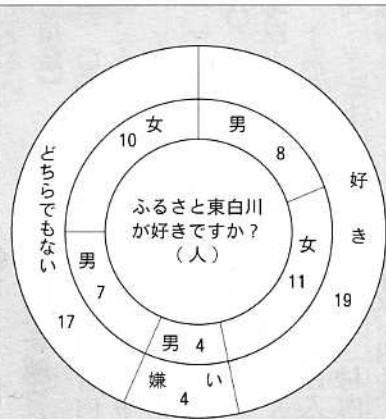 ふるさと東白川
が好きですか？
（人）
男
8
女
11
男 4
男
7
女
10
好き
19
嫌い
4
どちらでもない
17